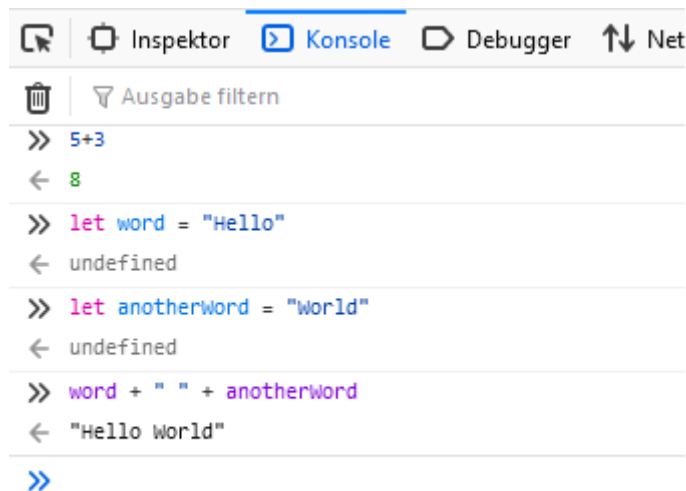 Inspektor Konsole Debugger Net
Ausgabe filtern
5+3
8
let word = "Hello"
undefined
let anotherWord = "World"
undefined
word + " " + anotherWord
"Hello World"